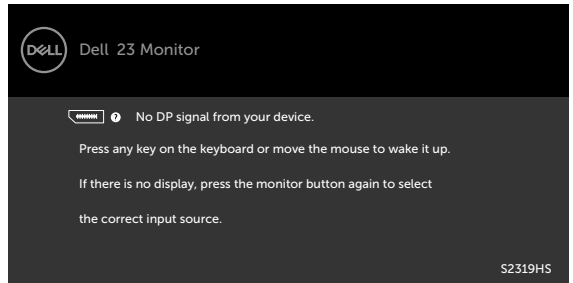 DELL
Dell 23 Monitor
? No DP signal from your device.
Press any key on the keyboard or move the mouse to wake it up.
If there is no display, press the monitor button again to select
the correct input source.
S2319HS